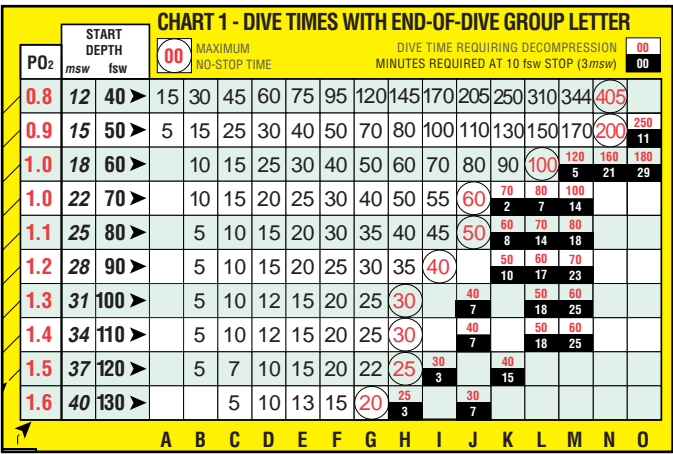 CHART 1 - DIVE TIMES WITH END-OF-DIVE GROUP LETTER
START
DEPTH
PO2 msw fsw
00 MAXIMUM
NO-STOP TIME
DIVE TIME REQUIRING DECOMPRESSION 00
MINUTES REQUIRED AT 10 fsw STOP (3msw) 00
0.8 12 40 15 30 45 60 75 95 120 145 170 205 250 310 344 405
0.9 15 50 5 15 25 30 40 50 70 80 100 110 130 150 170 200 250
11
1.0 18 60 10 15 25 30 40 50 60 70 80 90 100 120 160 180
5 21 29
1.0 22 70 10 15 20 25 30 40 50 55 60 70 80 100
2 7 14
1.1 25 80 5 10 15 20 30 35 40 45 50 60 70 80
8 14 18
1.2 28 90 5 10 15 20 25 30 35 40 50 60 70
10 17 23
1.3 31 100 5 10 12 15 20 25 30 40 50 60
7 18 25
1.4 34 110 5 10 12 15 20 25 30 40 50 60
7 18 25
1.5 37 120 5 7 10 15 20 22 25 30 40
3 15
1.6 40 130 5 10 13 15 20 25 30
3 7
A B C D E F G H I J K L M N O